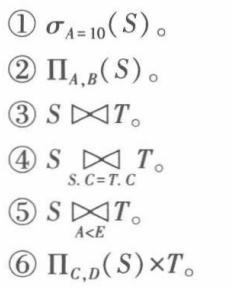 ① σ_{A=10}(S)。
② Π_{A,B}(S)。
③ S ⋈ T。
④ S ⋈_{S.C=T.C} T。
⑤ S ⋈_{A<E} T。
⑥ Π_{C,D}(S)×T。